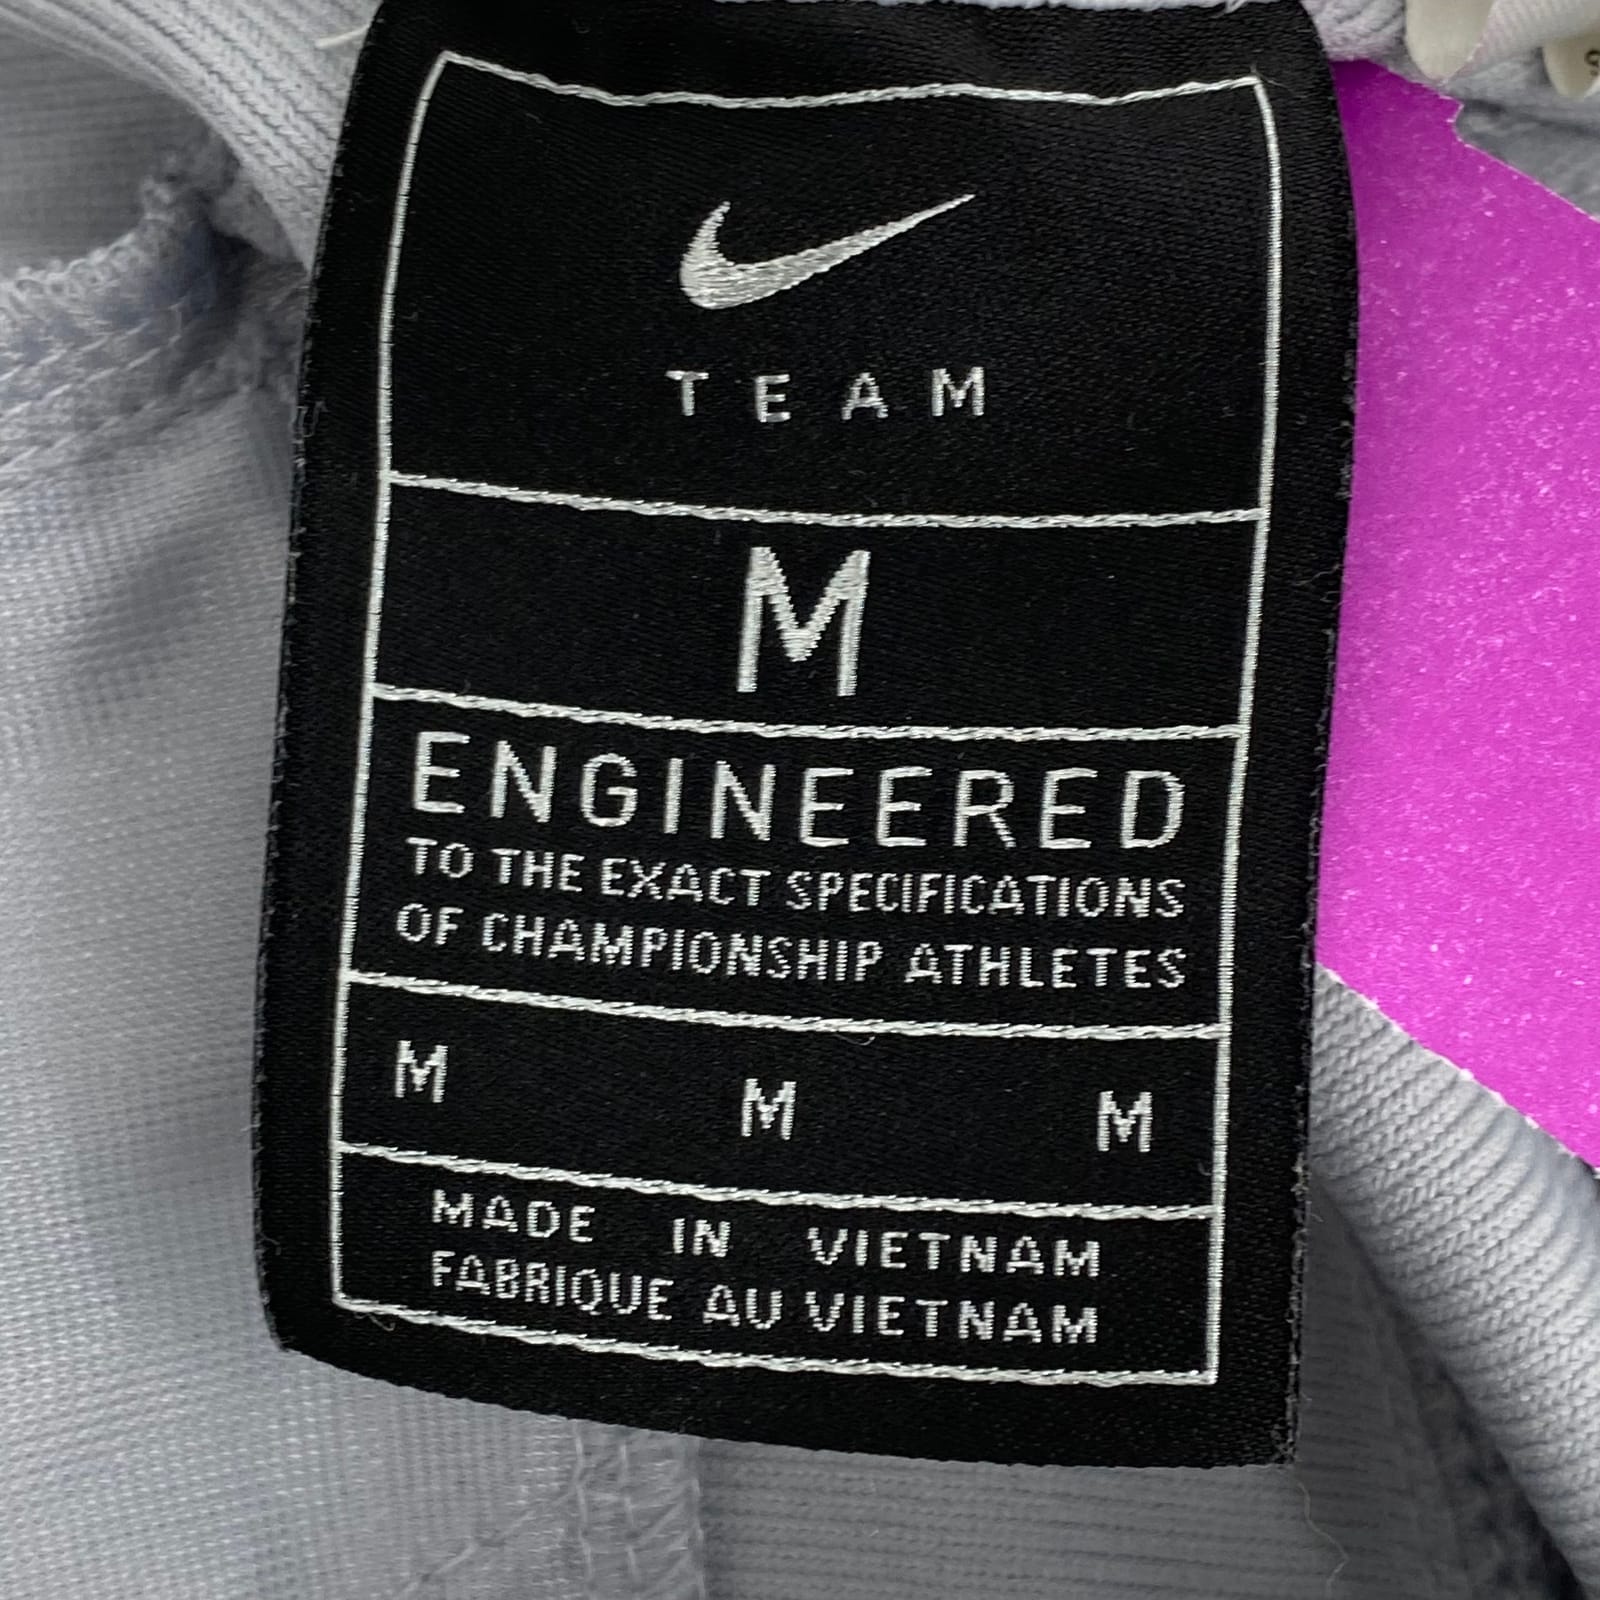 TEAM
M
ENGINEERED
TO THE EXACT SPECIFICATIONS
OF CHAMPIONSHIP ATHLETES
M M M
MADE IN VIETNAM
FABRIQUE AU VIETNAM